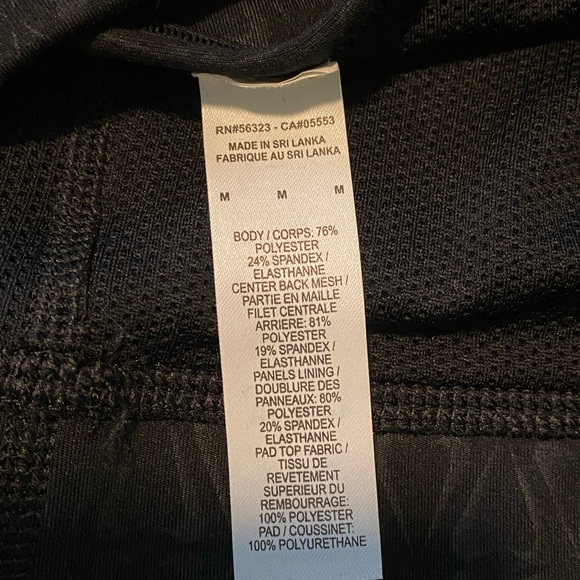 RN#56323 - CA#05553
MADE IN SRI LANKA
FABRIQUE AU SRI LANKA
M M M
BODY / CORPS: 76%
POLYESTER
24% SPANDEX /
ELASTHANNE
CENTER BACK MESH /
PARTIE EN MAILLE
FILET CENTRALE
ARRIERE: 81%
POLYESTER
19% SPANDEX /
ELASTHANNE
PANELS LINING /
DOUBLURE DES
PANNEAUX: 80%
POLYESTER
20% SPANDEX /
ELASTHANNE
PAD TOP FABRIC /
TISSU DE
REVETEMENT
SUPERIEUR DU
REMBOURRAGE:
100% POLYESTER
PAD / COUSSINET:
100% POLYURETHANE